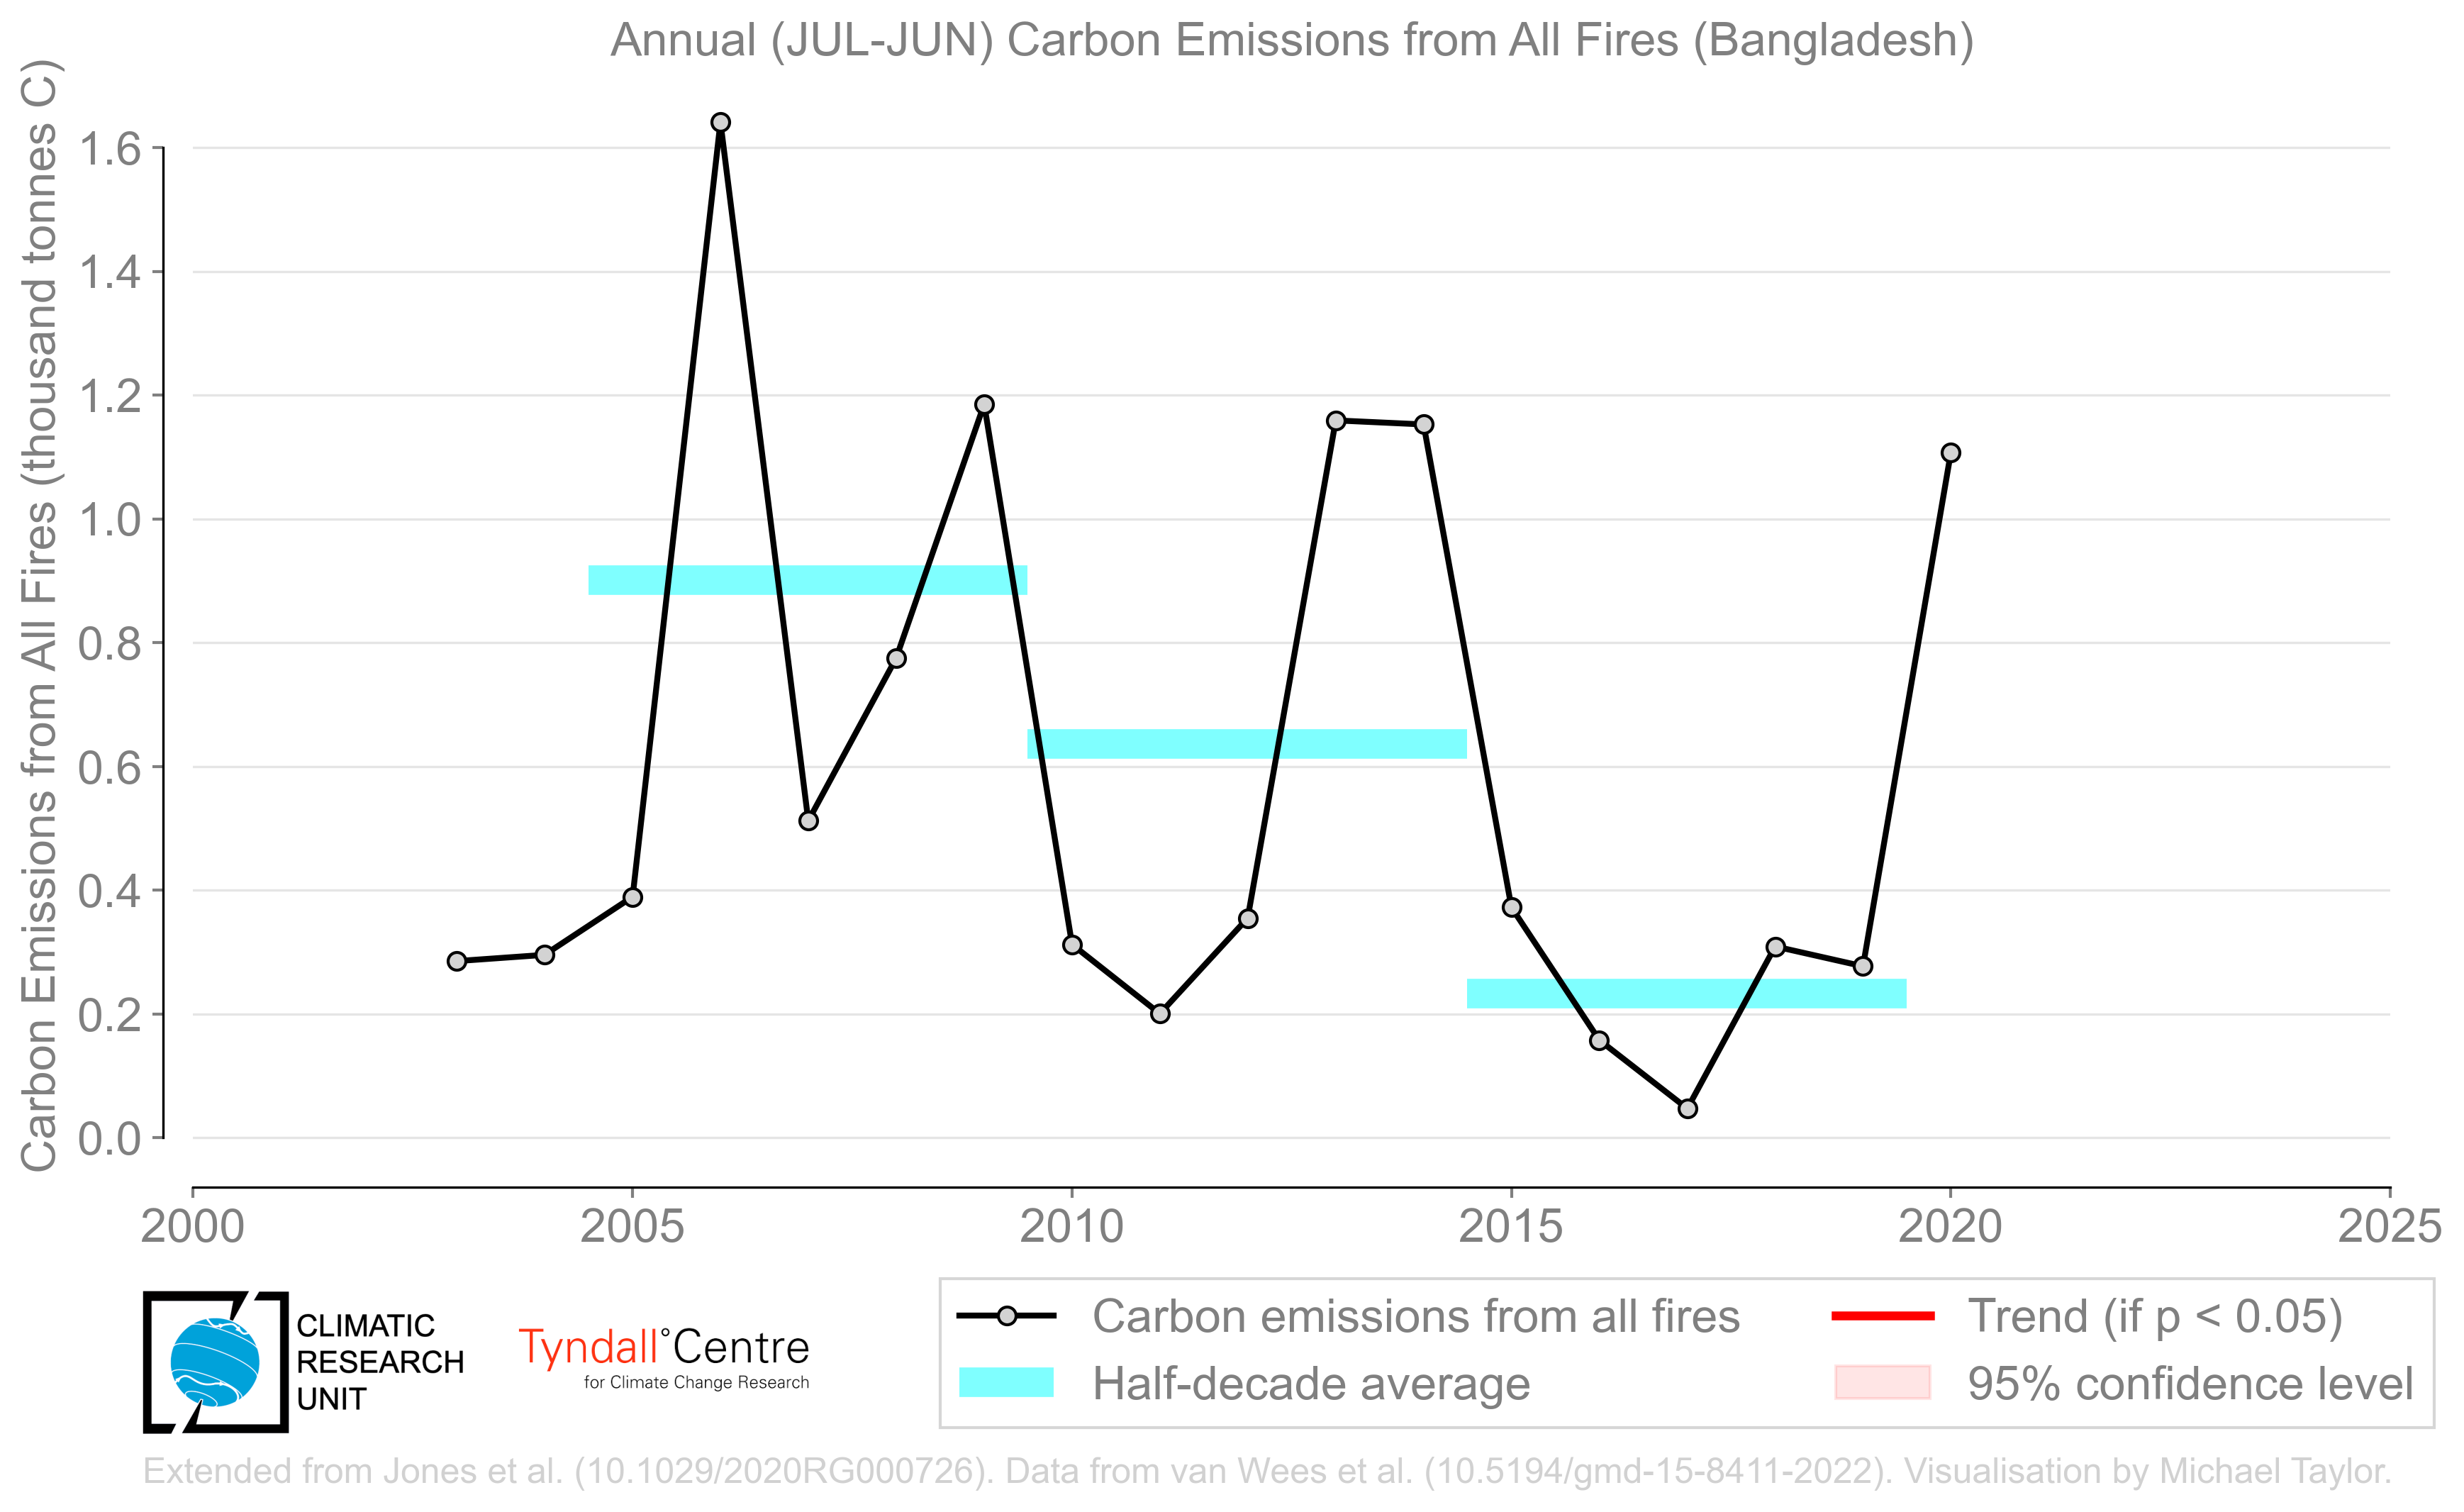 Annual (JUL-JUN) Carbon Emissions from All Fires (Bangladesh)
Carbon Emissions from All Fires (thousand tonnes C)
1.6
1.4
1.2
1.0
0.8
0.6
0.4
0.2
0.0
2000 2005 2010 2015 2020 2025
CLIMATIC
RESEARCH
UNIT
Tyndall°Centre
for Climate Change Research
Carbon emissions from all fires
Half-decade average
Trend (if p < 0.05)
95% confidence level
Extended from Jones et al. (10.1029/2020RG000726). Data from van Wees et al. (10.5194/gmd-15-8411-2022). Visualisation by Michael Taylor.